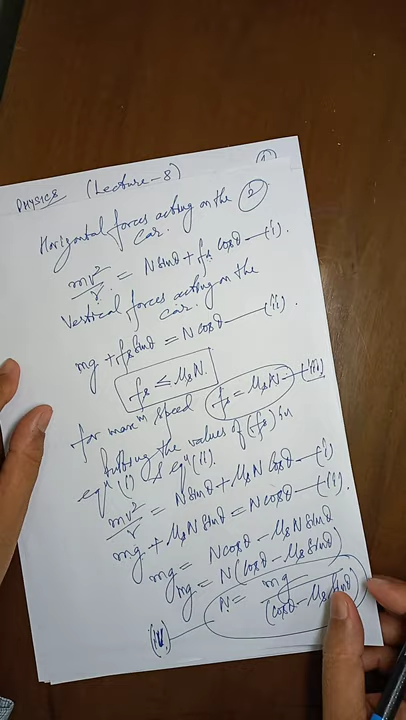 PHYSICS (Lecture-8) ①
②
Horizontal forces acting on the
car.
mv²/r = N sinθ + fs cosθ —(i).
Vertical forces acting on the
car.
mg + fs sinθ = N cosθ —(ii).
fs ≤ μsN.
for maxᵐ speed fs = μsN —(iii)
Putting the values of (fs) in
eqⁿ (i) & eqⁿ (ii).
mv²/r = N sinθ + μsN cosθ —(i)
mg + μsN sinθ = N cosθ —(ii).
mg = N cosθ - μsN sinθ
mg = N(cosθ - μs sinθ)
(iv) — N = mg/(cosθ - μs sinθ)